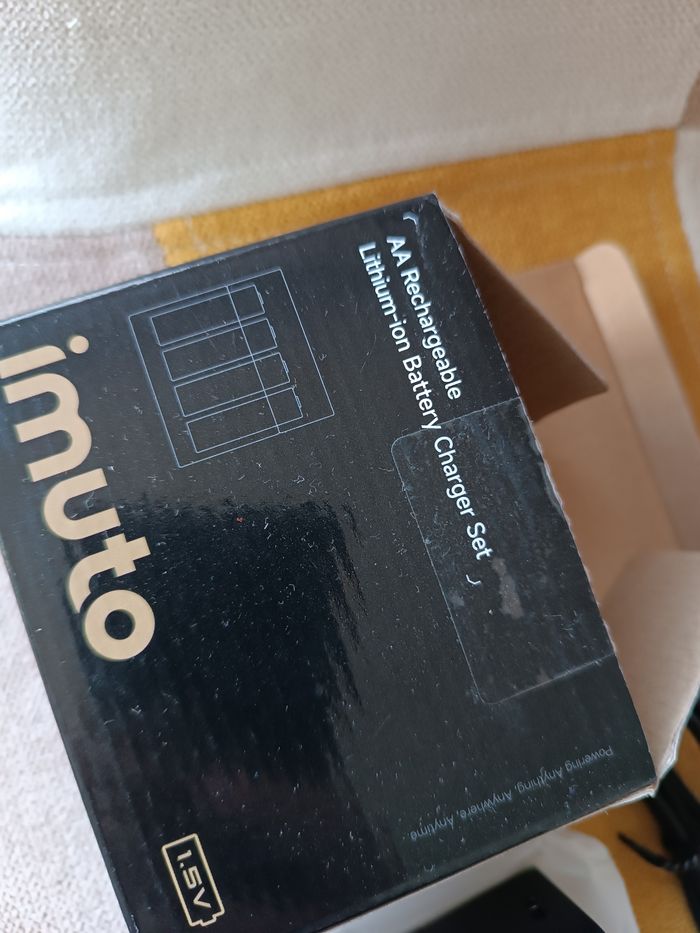 AA Rechargeable
Lithium-ion Battery Charger Set
imuto
1.5V
Powering Anything, Anywhere, Anytime